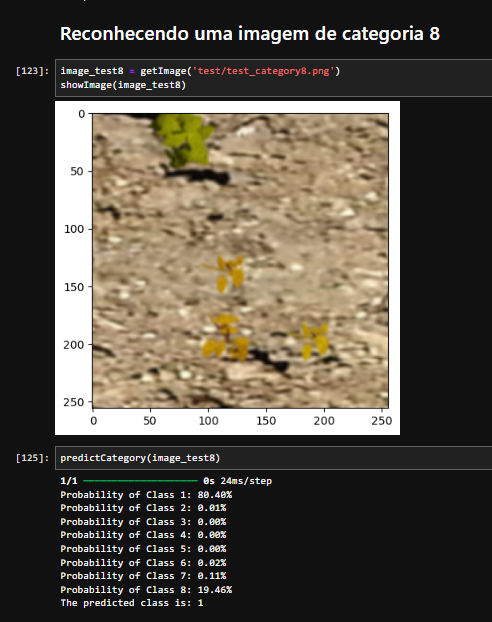 Reconhecendo uma imagem de categoria 8
[123]: image_test8 = getImage('test/test_category8.png')
showImage(image_test8)
0
50
100
150
200
250
0 50 100 150 200 250
[125]: predictCategory(image_test8)
1/1 ━━━━━━━━━━━━━━━━━━━━ 0s 24ms/step
Probability of Class 1: 80.40%
Probability of Class 2: 0.01%
Probability of Class 3: 0.00%
Probability of Class 4: 0.00%
Probability of Class 5: 0.00%
Probability of Class 6: 0.02%
Probability of Class 7: 0.11%
Probability of Class 8: 19.46%
The predicted class is: 1